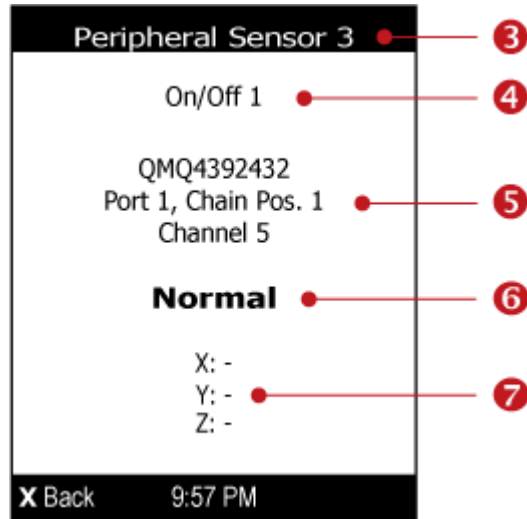 Peripheral Sensor 3
3
On/Off 1
4
QMQ4392432
Port 1, Chain Pos. 1
5
Channel 5
Normal
6
X: -
Y: -
7
Z: -
X Back 9:57 PM